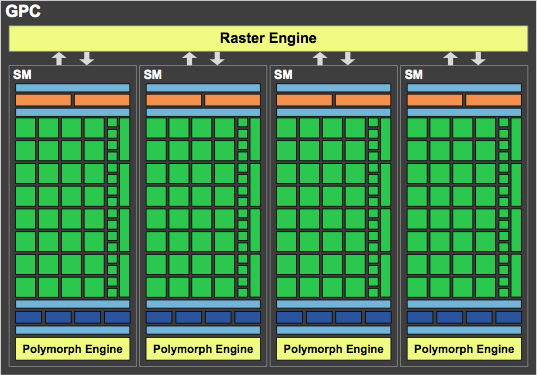 GPC
Raster Engine
SM SM SM SM
Polymorph Engine Polymorph Engine Polymorph Engine Polymorph Engine